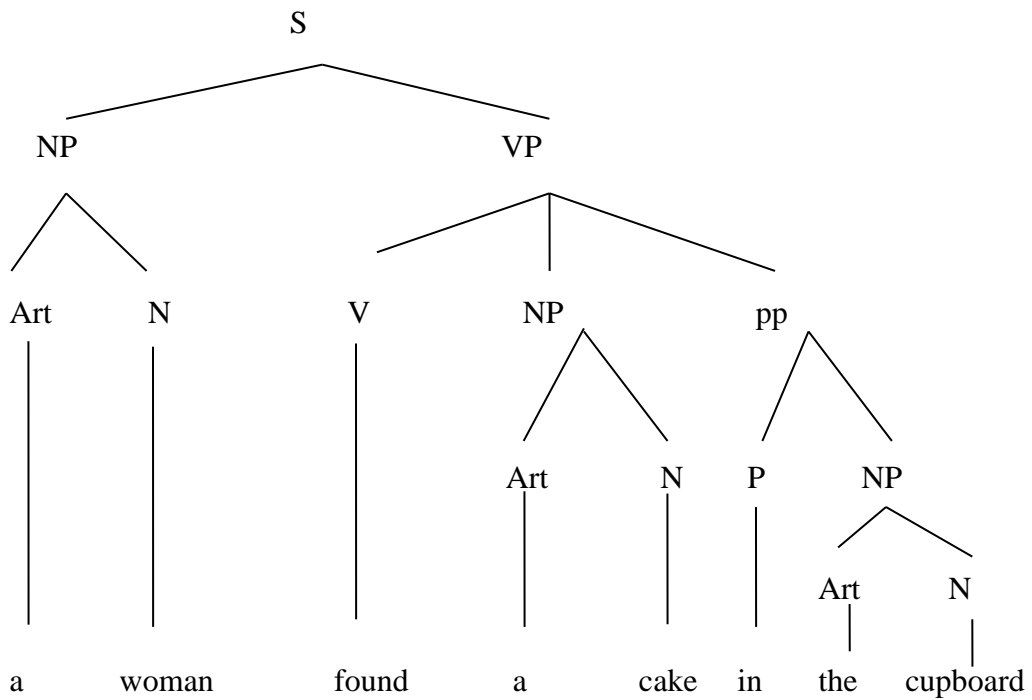 S
NP VP
Art N V NP pp
Art N P NP
Art N
a woman found a cake in the cupboard